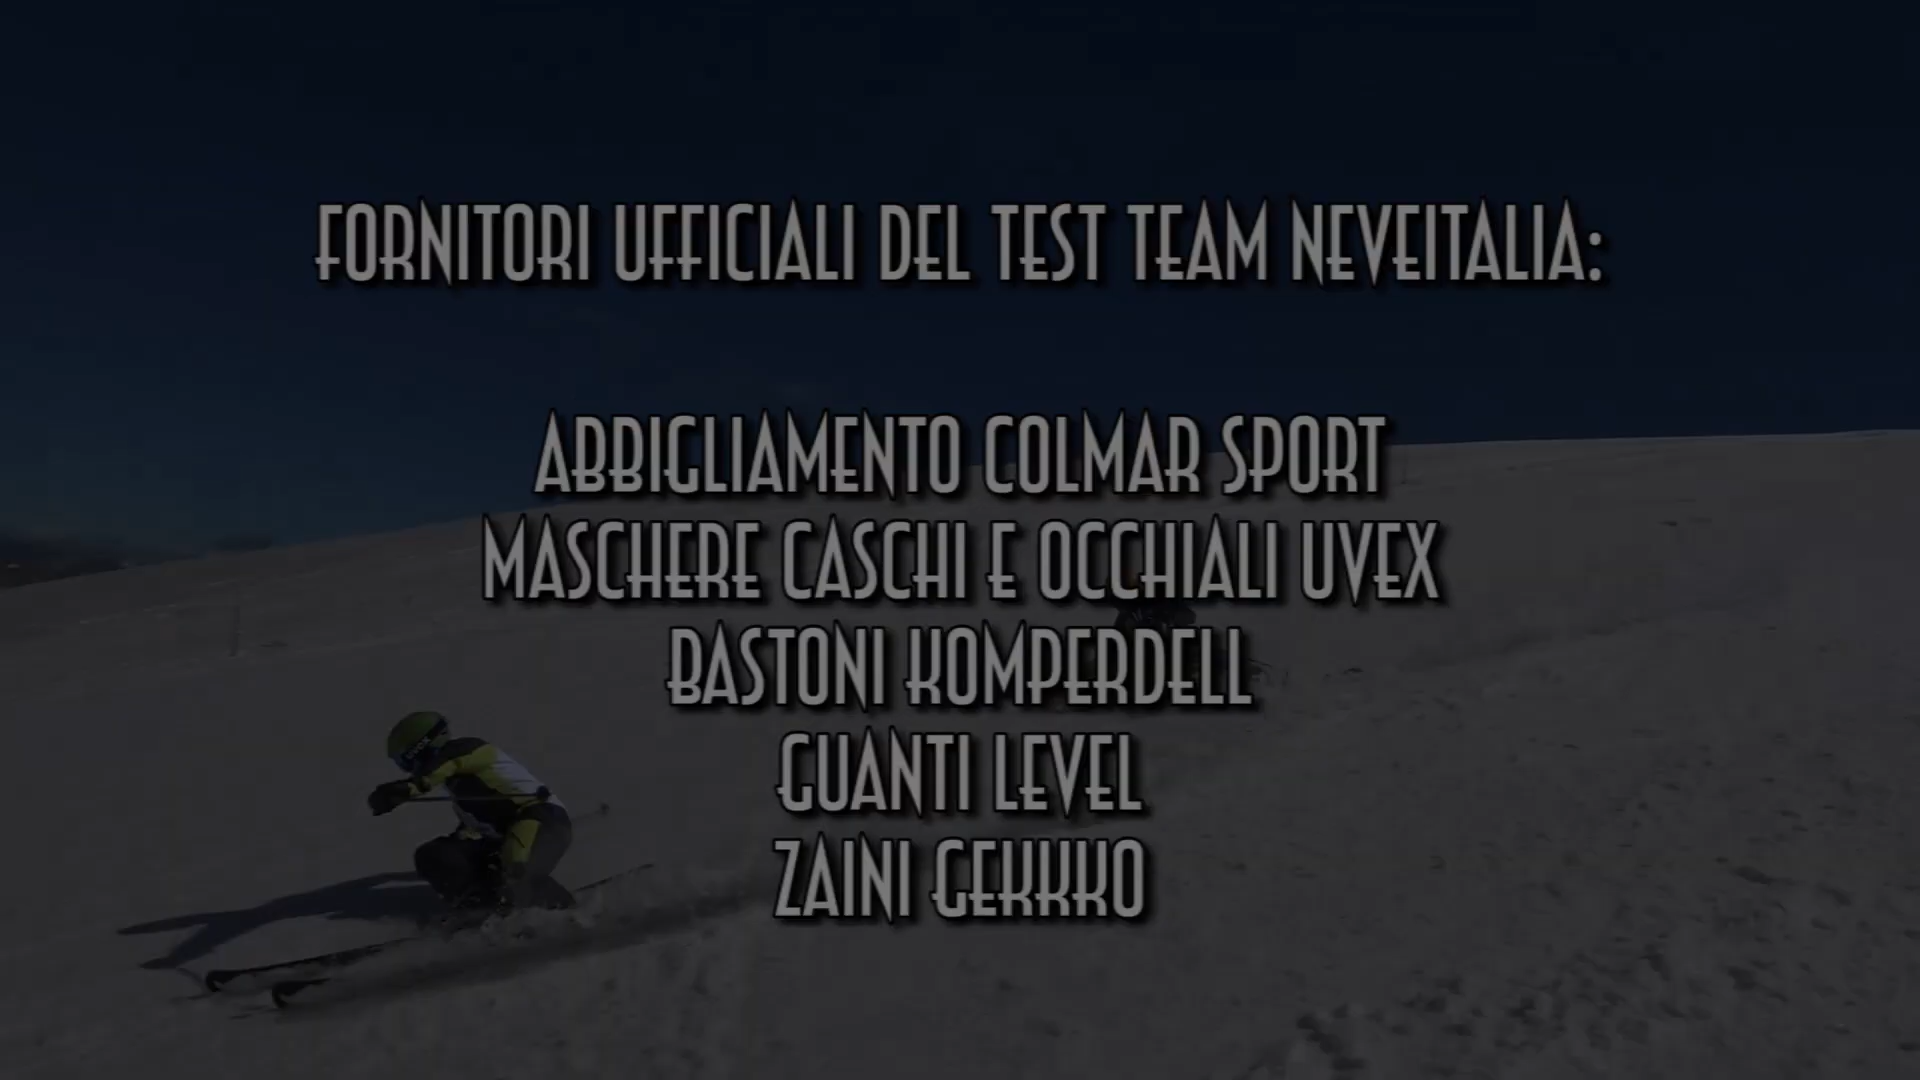 FORNITORI UFFICIALI DEL TEST TEAM NEVEITALIA:
ABBIGLIAMENTO COLMAR SPORT
MASCHERE CASCHI E OCCHIALI UVEX
BASTONI KOMPERDELL
GUANTI LEVEL
ZAINI GEKKKO